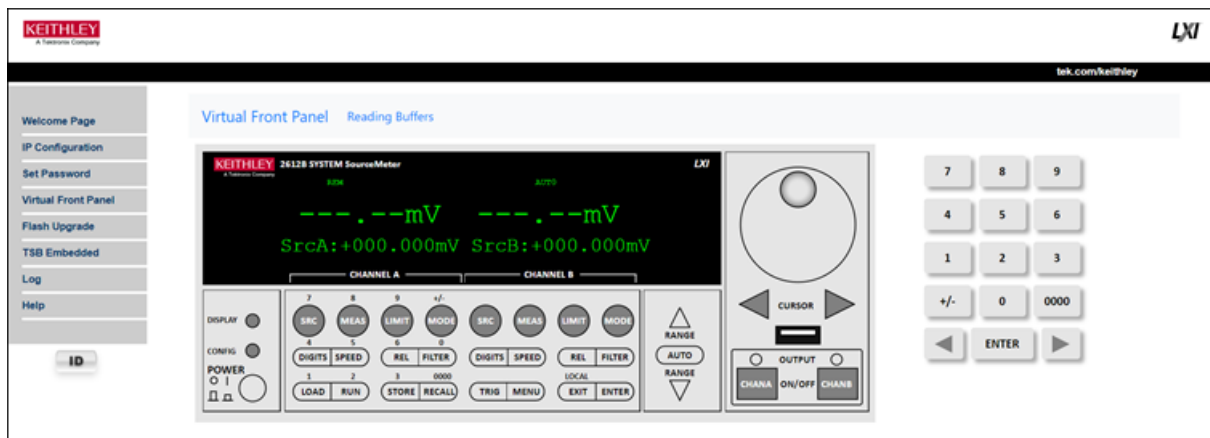 KEITHLEY
A Tektronix Company
LXI
tek.com/keithley
Welcome Page
IP Configuration
Set Password
Virtual Front Panel
Flash Upgrade
TSB Embedded
Log
Help
ID
Virtual Front Panel Reading Buffers
KEITHLEY 2612B SYSTEM SourceMeter LXI
A Tektronix Company
REM AUTO
---.--mV ---.--mV
SrcA:+000.000mV SrcB:+000.000mV
CHANNEL A CHANNEL B
7 8 9 +/-
DISPLAY SRC MEAS LIMIT MODE SRC MEAS LIMIT MODE
4 5 6 0
CONFIG DIGITS SPEED REL FILTER DIGITS SPEED REL FILTER
1 2 3 0000 LOCAL
POWER
O I
LOAD RUN STORE RECALL TRIG MENU EXIT ENTER
RANGE
AUTO
RANGE
CURSOR
OUTPUT
CHANA ON/OFF CHANB
7 8 9
4 5 6
1 2 3
+/- 0 0000
ENTER